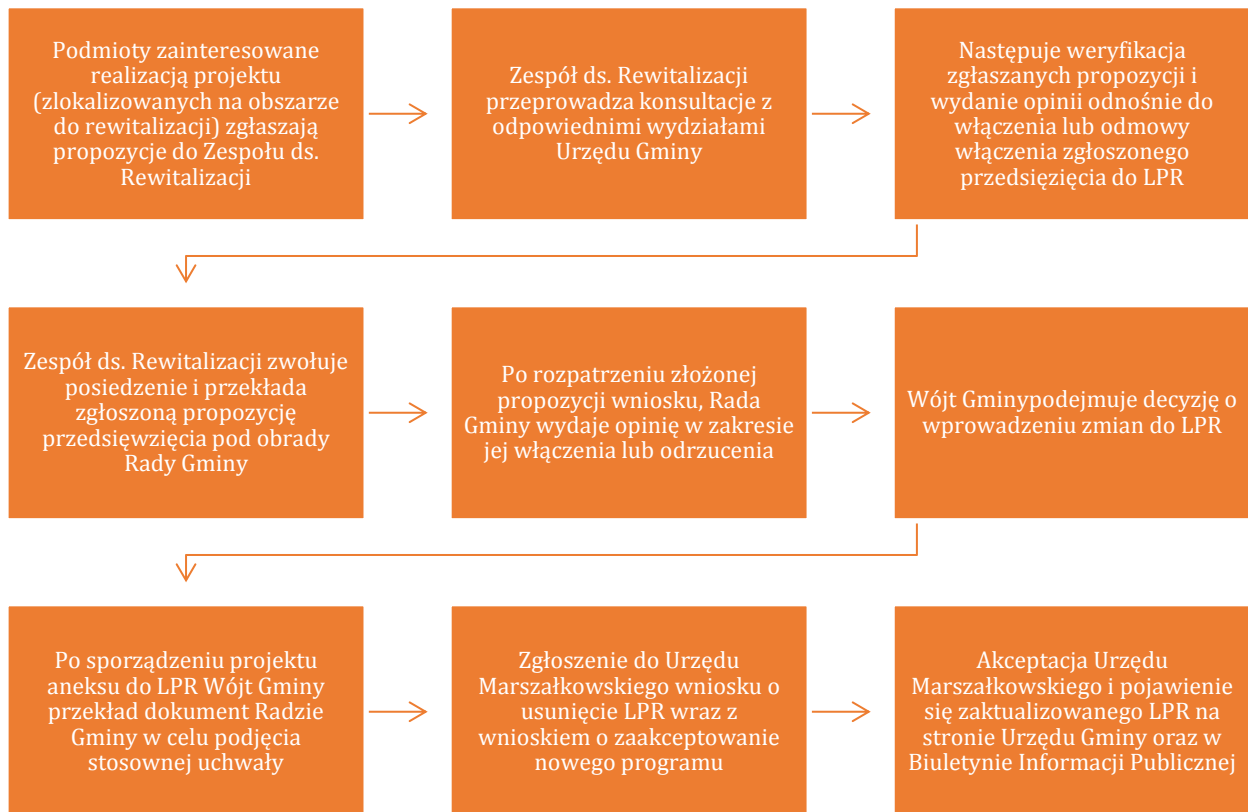 Podmioty zainteresowane
realizacją projektu
(zlokalizowanych na obszarze
do rewitalizacji) zgłaszają
propozycje do Zespołu ds.
Rewitalizacji
Zespół ds. Rewitalizacji
przeprowadza konsultacje z
odpowiednimi wydziałami
Urzędu Gminy
Następuje weryfikacja
zgłaszanych propozycji i
wydanie opinii odnośnie do
włączenia lub odmowy
włączenia zgłoszonego
przedsięzięcia do LPR
Zespół ds. Rewitalizacji zwołuje
posiedzenie i przekłada
zgłoszoną propozycję
przedsięwzięcia pod obrady
Rady Gminy
Po rozpatrzeniu złożonej
propozycji wniosku, Rada
Gminy wydaje opinię w zakresie
jej włączenia lub odrzucenia
Wójt Gminypodejmuje decyzję o
wprowadzeniu zmian do LPR
Po sporządzeniu projektu
aneksu do LPR Wójt Gminy
przekład dokument Radzie
Gminy w celu podjęcia
stosownej uchwały
Zgłoszenie do Urzędu
Marszałkowskiego wniosku o
usunięcie LPR wraz z
wnioskiem o zaakceptowanie
nowego programu
Akceptacja Urzędu
Marszałkowskiego i pojawienie
się zaktualizowanego LPR na
stronie Urzędu Gminy oraz w
Biuletynie Informacji Publicznej